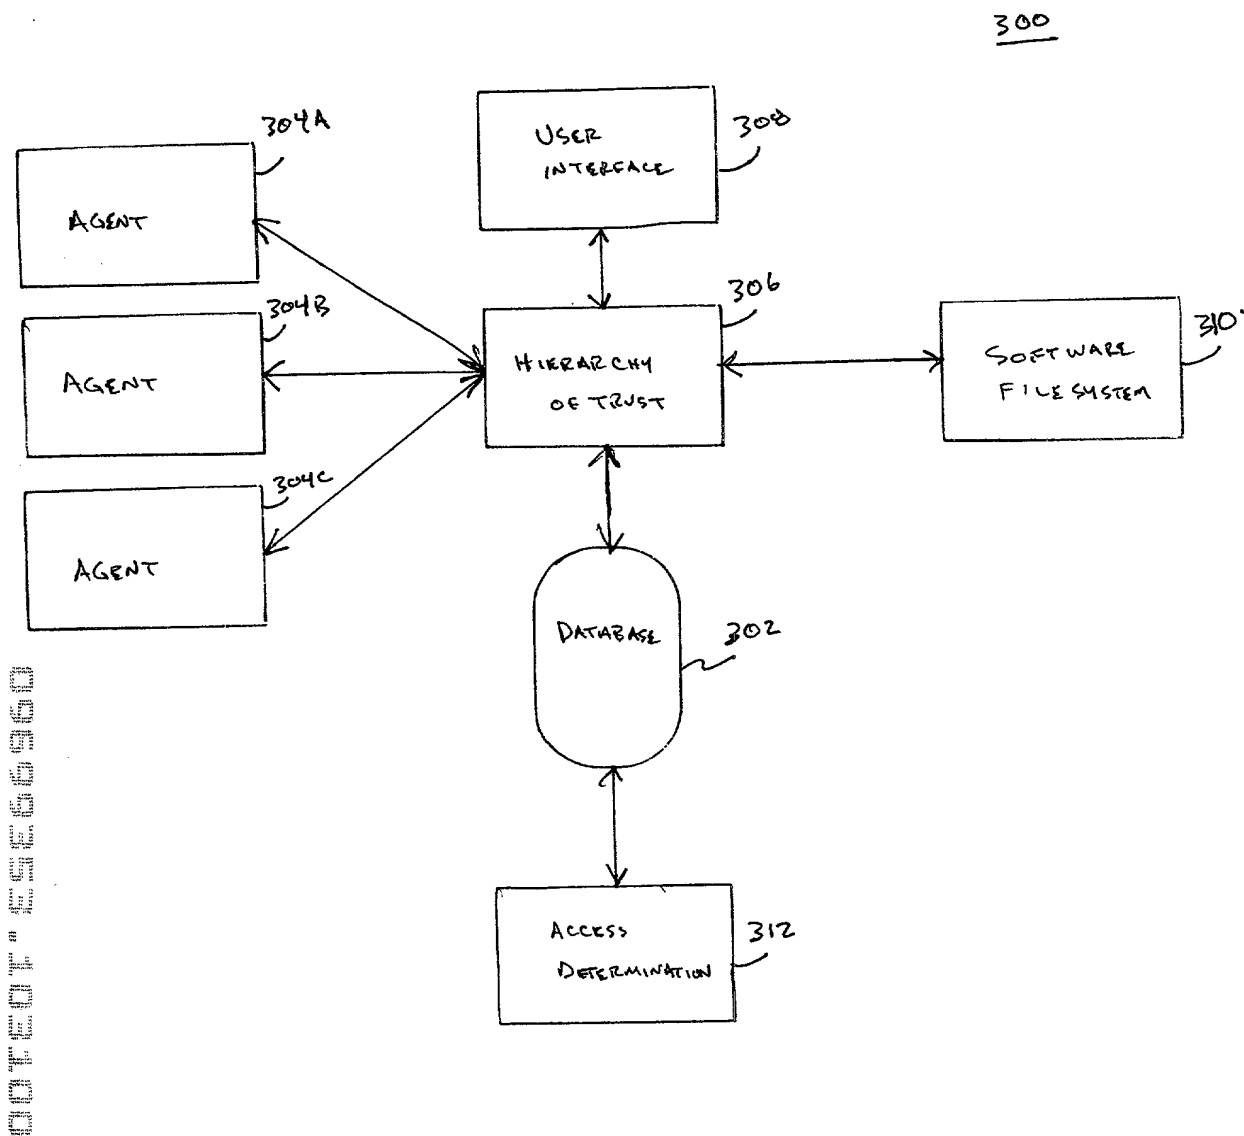 300
304A
AGENT
USER
INTERFACE
308
304B
AGENT
HIERARCHY
OF TRUST
306
SOFTWARE
FILE SYSTEM
310
304C
AGENT
DATABASE
302
ACCESS
DETERMINATION
312